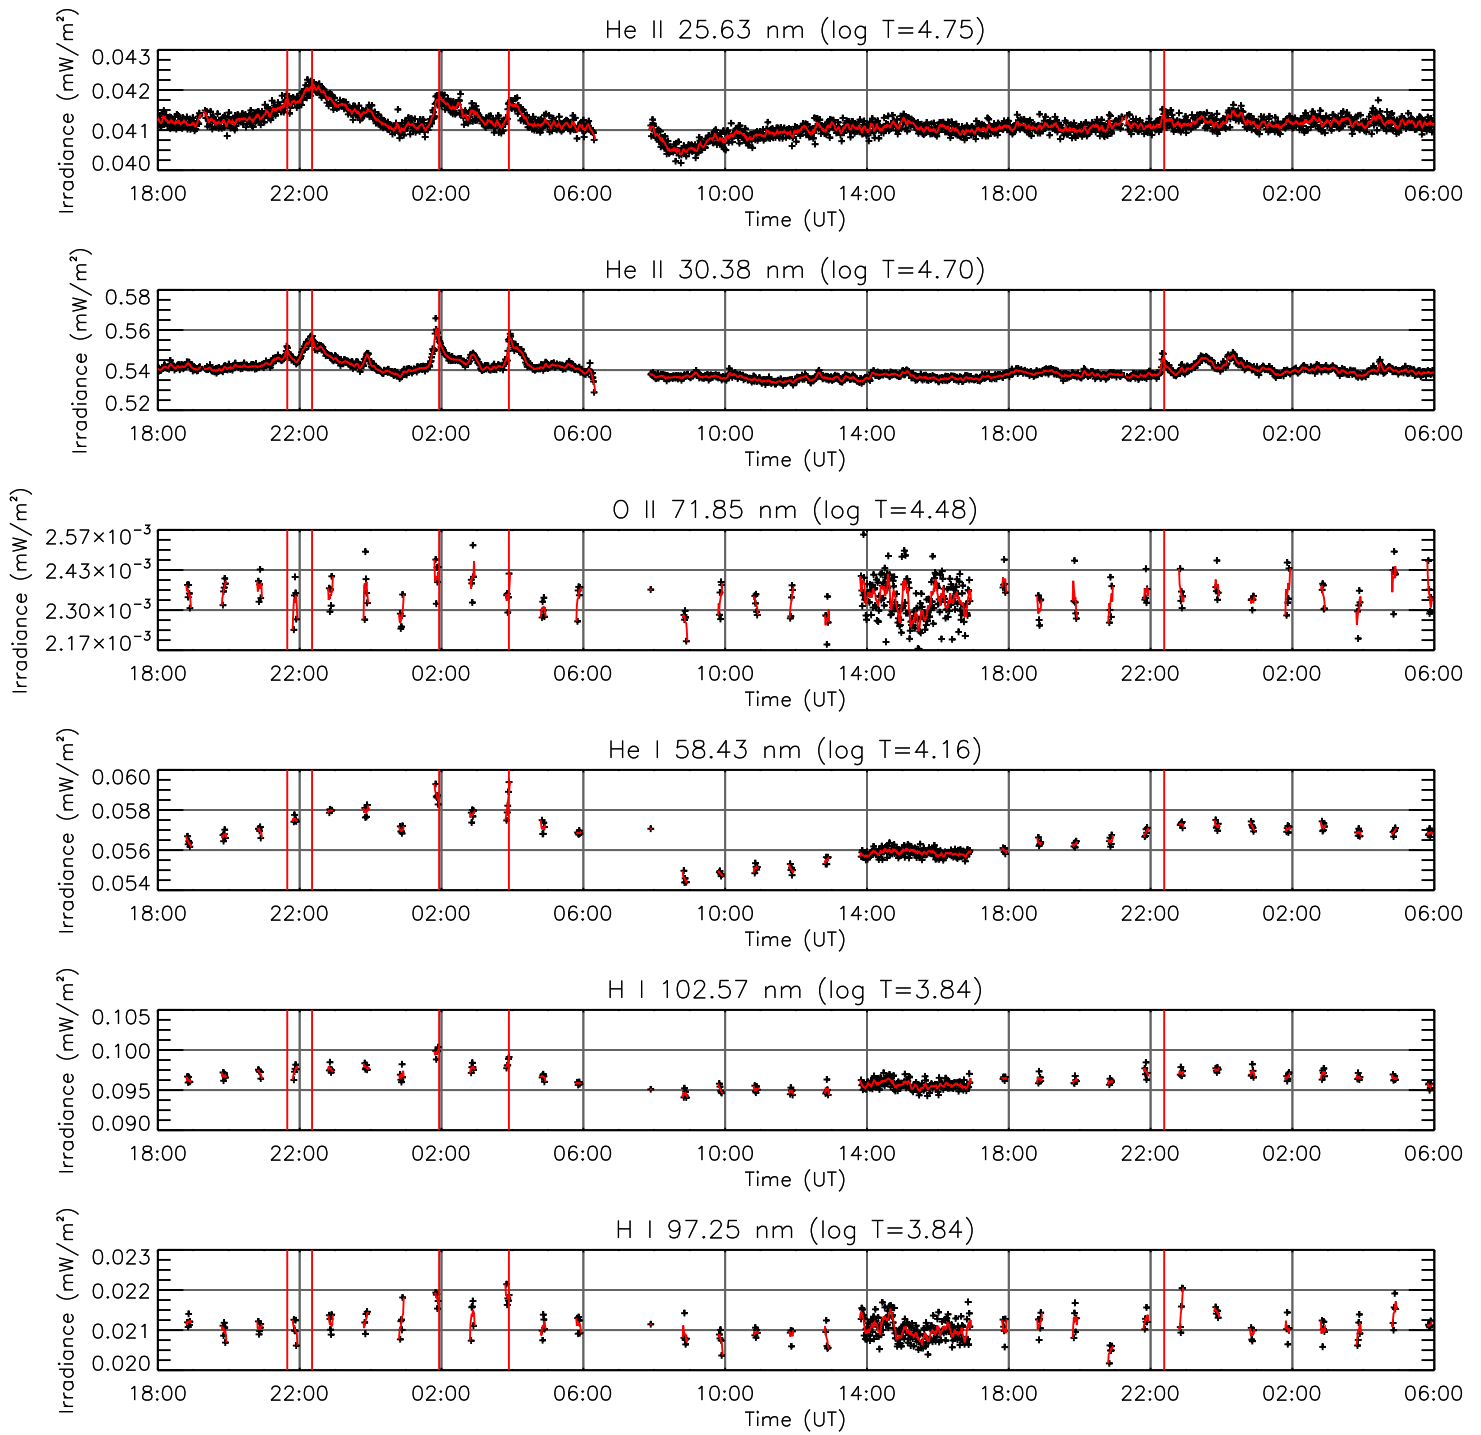 He II 25.63 nm (log T=4.75)
Irradiance (mW/m²)
0.043
0.042
0.041
0.040
18:00 22:00 02:00 06:00 10:00 14:00 18:00 22:00 02:00 06:00
Time (UT)
He II 30.38 nm (log T=4.70)
Irradiance (mW/m²)
0.58
0.56
0.54
0.52
18:00 22:00 02:00 06:00 10:00 14:00 18:00 22:00 02:00 06:00
Time (UT)
O II 71.85 nm (log T=4.48)
Irradiance (mW/m²)
2.57×10⁻³
2.43×10⁻³
2.30×10⁻³
2.17×10⁻³
18:00 22:00 02:00 06:00 10:00 14:00 18:00 22:00 02:00 06:00
Time (UT)
He I 58.43 nm (log T=4.16)
Irradiance (mW/m²)
0.060
0.058
0.056
0.054
18:00 22:00 02:00 06:00 10:00 14:00 18:00 22:00 02:00 06:00
Time (UT)
H I 102.57 nm (log T=3.84)
Irradiance (mW/m²)
0.105
0.100
0.095
0.090
18:00 22:00 02:00 06:00 10:00 14:00 18:00 22:00 02:00 06:00
Time (UT)
H I 97.25 nm (log T=3.84)
Irradiance (mW/m²)
0.023
0.022
0.021
0.020
18:00 22:00 02:00 06:00 10:00 14:00 18:00 22:00 02:00 06:00
Time (UT)